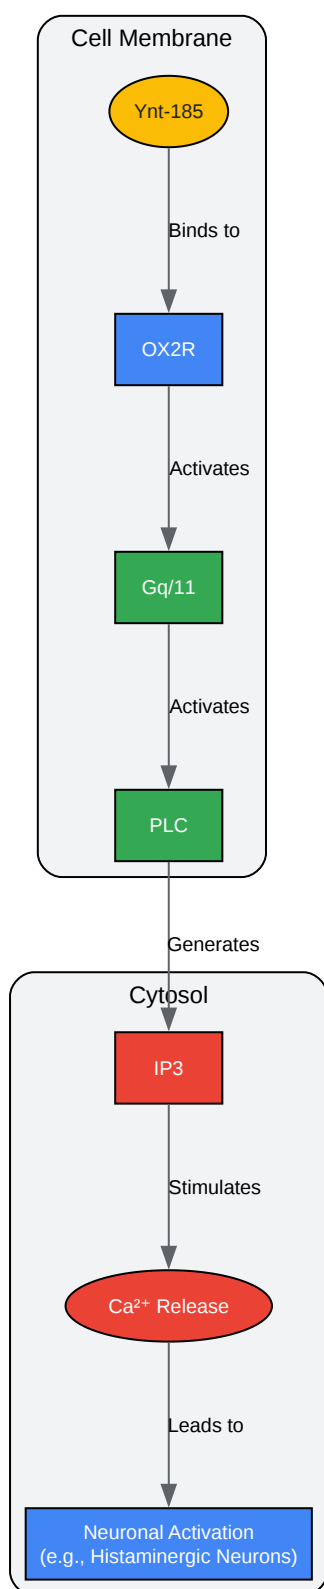 Cell Membrane
Ynt-185
Binds to
OX2R
Activates
Gq/11
Activates
PLC
Generates
Cytosol
IP3
Stimulates
Ca²⁺ Release
Leads to
Neuronal Activation
(e.g., Histaminergic Neurons)